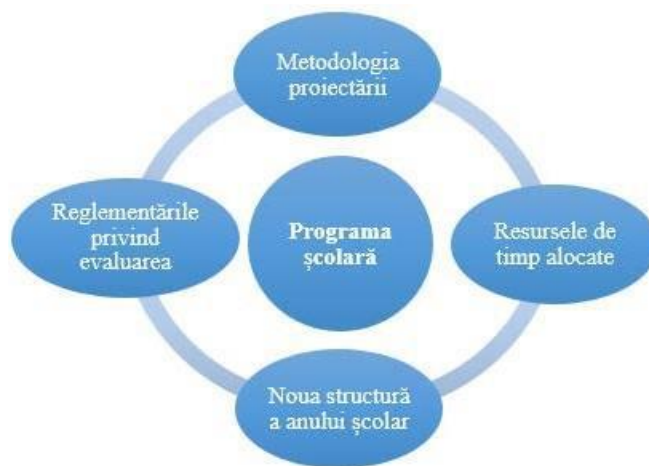 Metodologia
proiectării
Reglementările
privind
evaluarea
Programa
școlară
Resursele de
timp alocate
Noua structură
a anului școlar